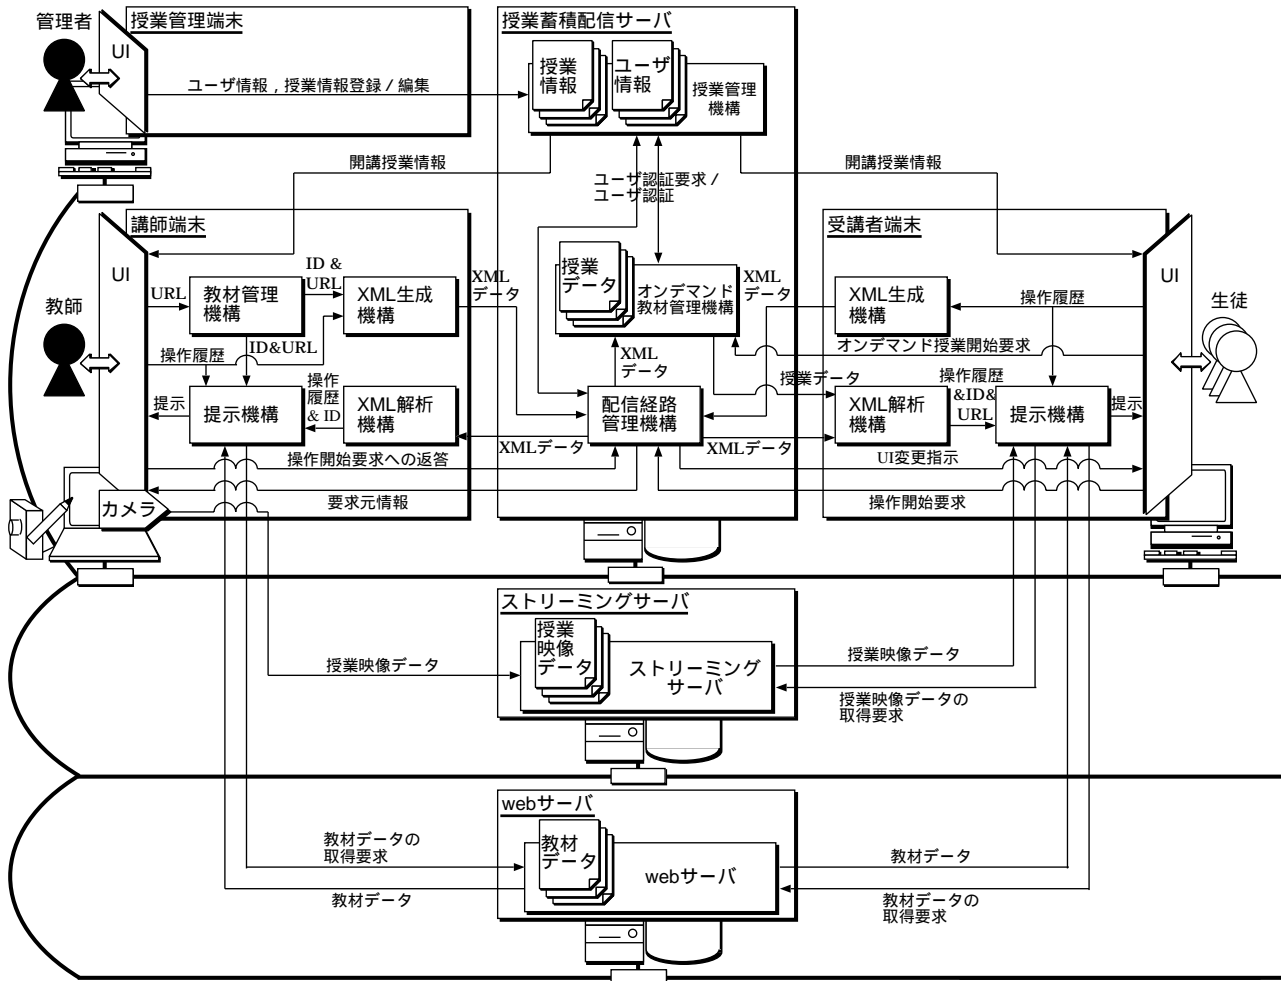 管理者
授業管理端末
UI
ユーザ情報，授業情報登録／編集
授業蓄積配信サーバ
授業
情報
ユーザ
情報
授業管理
機構
開講授業情報
開講授業情報
ユーザ認証要求／
ユーザ認証
講師端末
UI
教師
URL
教材管理
機構
ID &
URL
XML生成
機構
XML
データ
操作履歴
ID&URL
提示
提示機構
操作
履歴
& ID
XML解析
機構
XMLデータ
操作開始要求への返答
要求元情報
カメラ
授業
データ
オンデマンド
教材管理機構
XML
データ
配信経路
管理機構
受講者端末
UI
生徒
XML
データ
XML生成
機構
操作履歴
オンデマンド授業開始要求
授業データ
XML解析
機構
操作履歴
&ID&
URL
提示機構
提示
XMLデータ
UI変更指示
操作開始要求
ストリーミングサーバ
授業
映像
データ
ストリーミング
サーバ
授業映像データ
授業映像データ
授業映像データの
取得要求
webサーバ
教材
データ
webサーバ
教材データの
取得要求
教材データ
教材データ
教材データの
取得要求